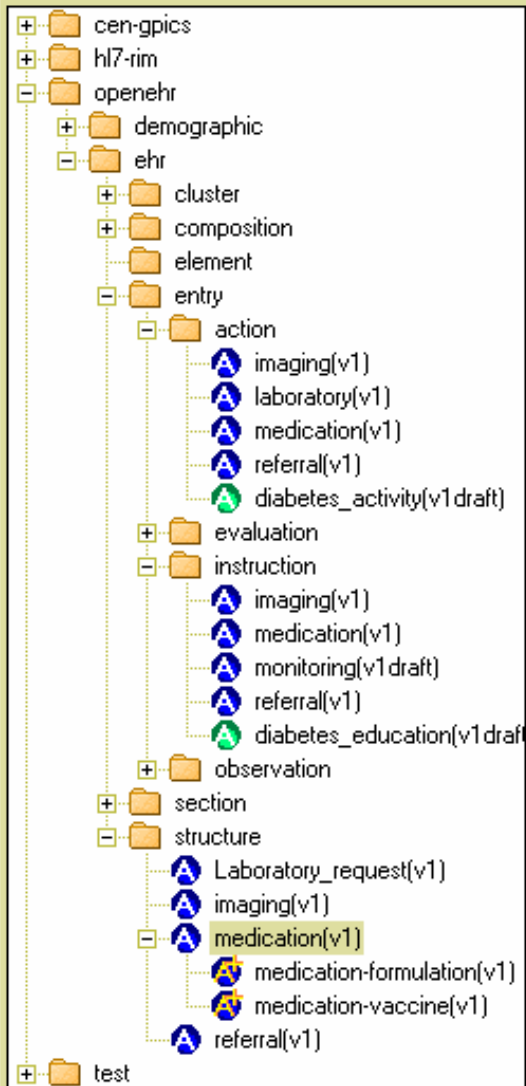 cen-gpics
hl7-rim
openehr
demographic
ehr
cluster
composition
element
entry
action
imaging(v1)
laboratory(v1)
medication(v1)
referral(v1)
diabetes_activity(v1draft)
evaluation
instruction
imaging(v1)
medication(v1)
monitoring(v1draft)
referral(v1)
diabetes_education(v1draft
observation
section
structure
Laboratory_request(v1)
imaging(v1)
medication(v1)
medication-formulation(v1)
medication-vaccine(v1)
referral(v1)
test